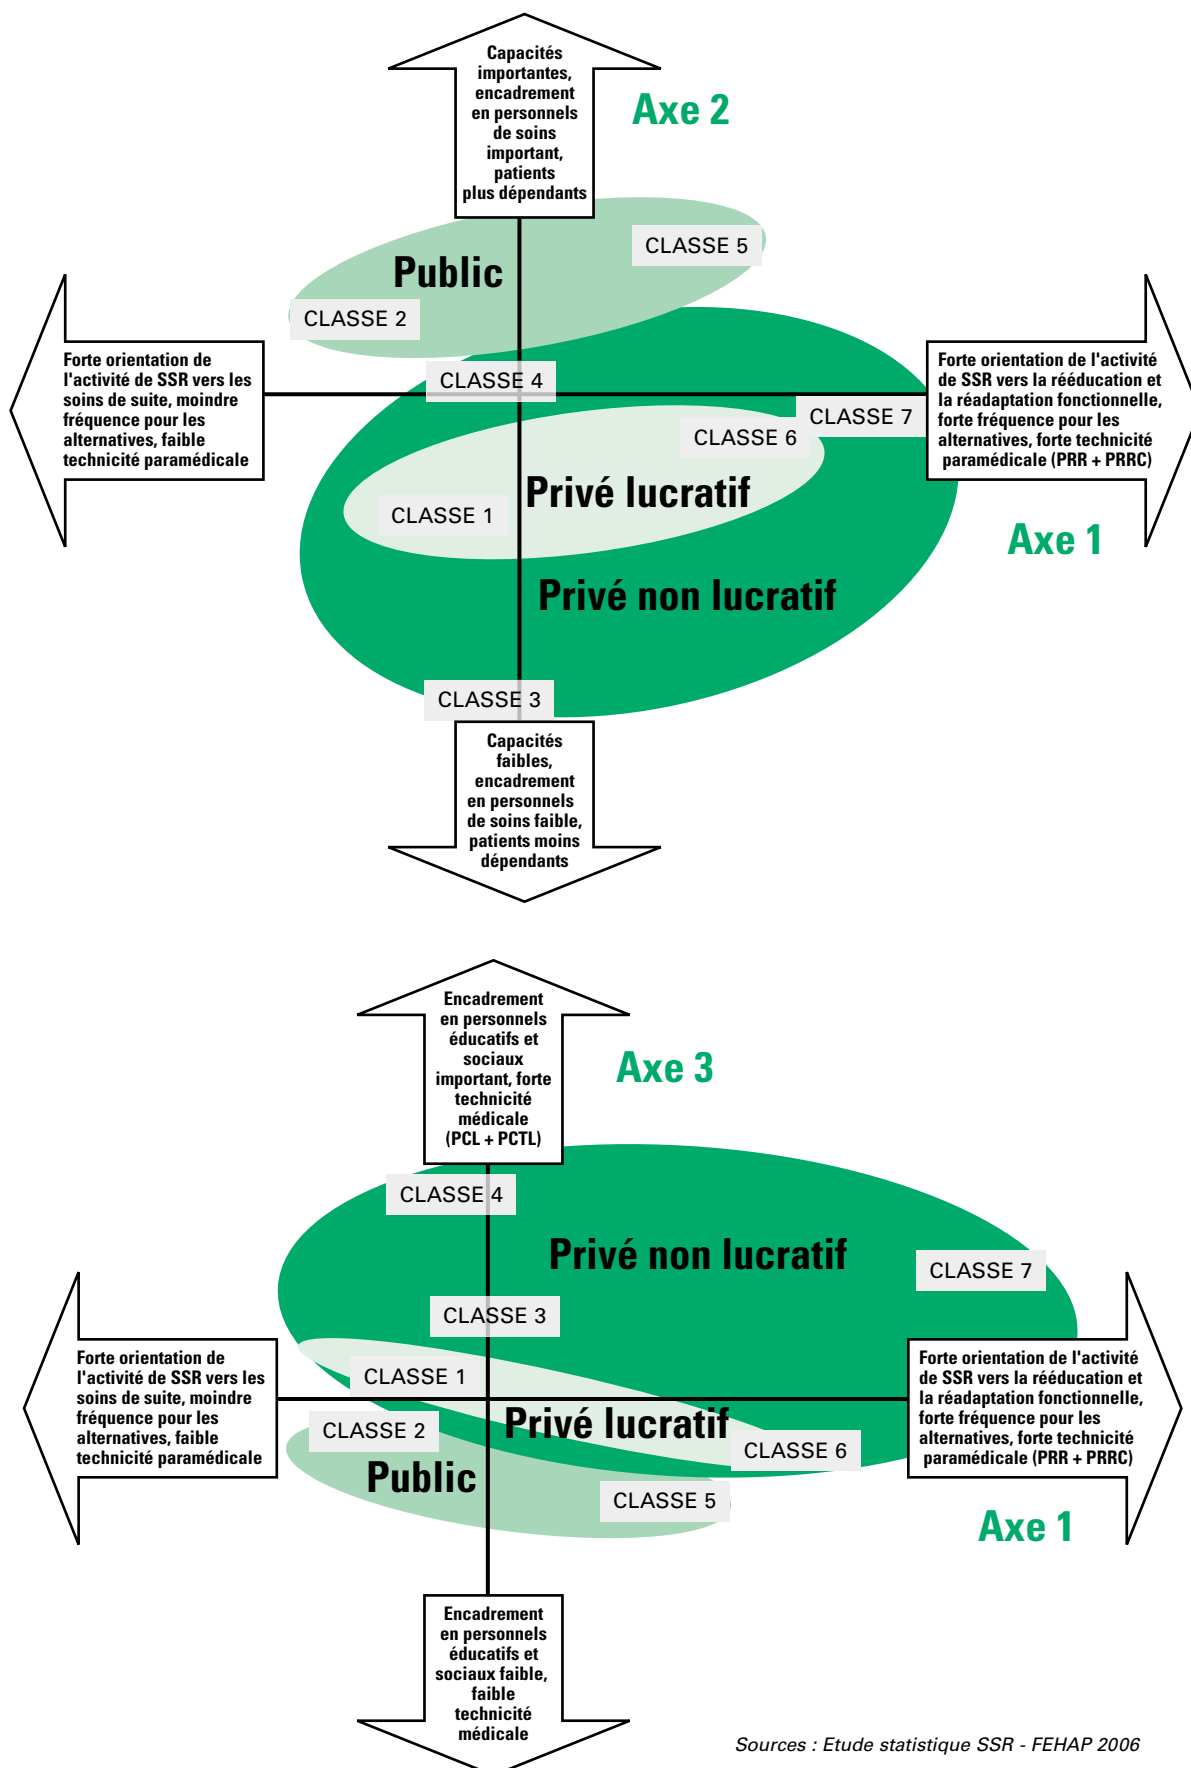 Capacités
importantes,
encadrement
en personnels
de soins
important,
patients
plus dépendants
Axe 2
CLASSE 5
Public
CLASSE 2
Forte orientation de
l'activité de SSR vers les
soins de suite, moindre
fréquence pour les
alternatives, faible
technicité paramédicale
CLASSE 4
Forte orientation de l'activité
de SSR vers la rééducation et
la réadaptation fonctionnelle,
forte fréquence pour les
alternatives, forte technicité
paramédicale (PRR + PRRC)
CLASSE 7
CLASSE 6
Privé lucratif
CLASSE 1
Axe 1
Privé non lucratif
CLASSE 3
Capacités
faibles,
encadrement
en personnels
de soins faible,
patients moins
dépendants
Encadrement
en personnels
éducatifs et
sociaux
important, forte
technicité
médicale
(PCL + PCTL)
Axe 3
CLASSE 4
Privé non lucratif
CLASSE 7
CLASSE 3
Forte orientation de
l'activité de SSR vers les
soins de suite, moindre
fréquence pour les
alternatives, faible
technicité paramédicale
CLASSE 1
Forte orientation de l'activité
de SSR vers la rééducation et
la réadaptation fonctionnelle,
forte fréquence pour les
alternatives, forte technicité
paramédicale (PRR + PRRC)
CLASSE 2
Privé lucratif
CLASSE 6
Public
CLASSE 5
Axe 1
Encadrement
en personnels
éducatifs et
sociaux faible,
faible
technicité
médicale
Sources : Etude statistique SSR - FEHAP 2006